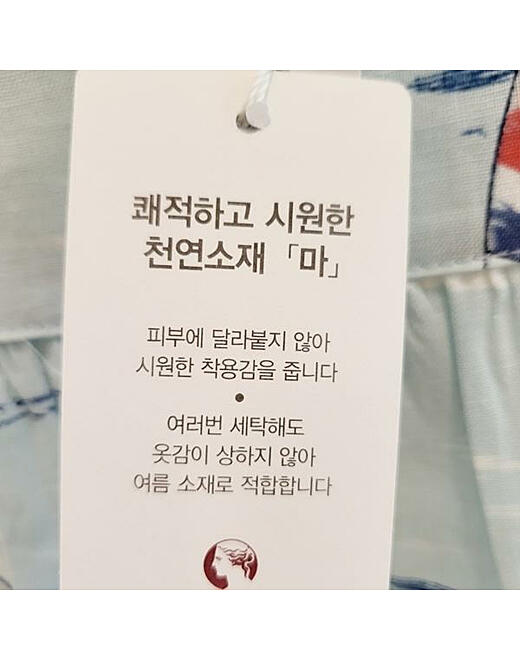 쾌적하고 시원한
천연소재 「마」
피부에 달라붙지 않아
시원한 착용감을 줍니다
•
여러번 세탁해도
옷감이 상하지 않아
여름 소재로 적합합니다